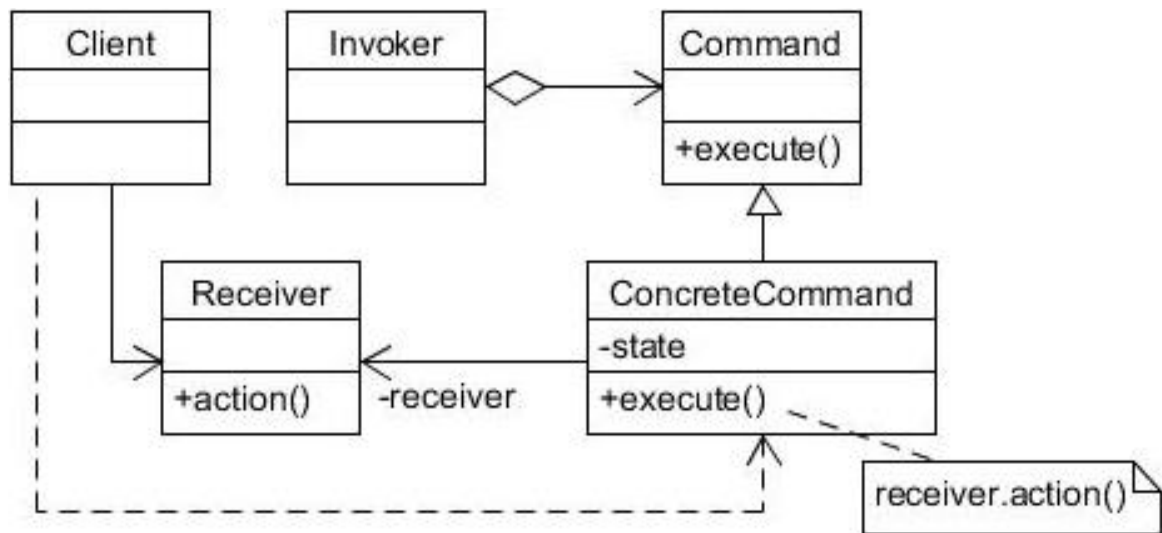 Client
Invoker
Command
+execute()
Receiver
+action()
-receiver
ConcreteCommand
-state
+execute()
receiver.action()